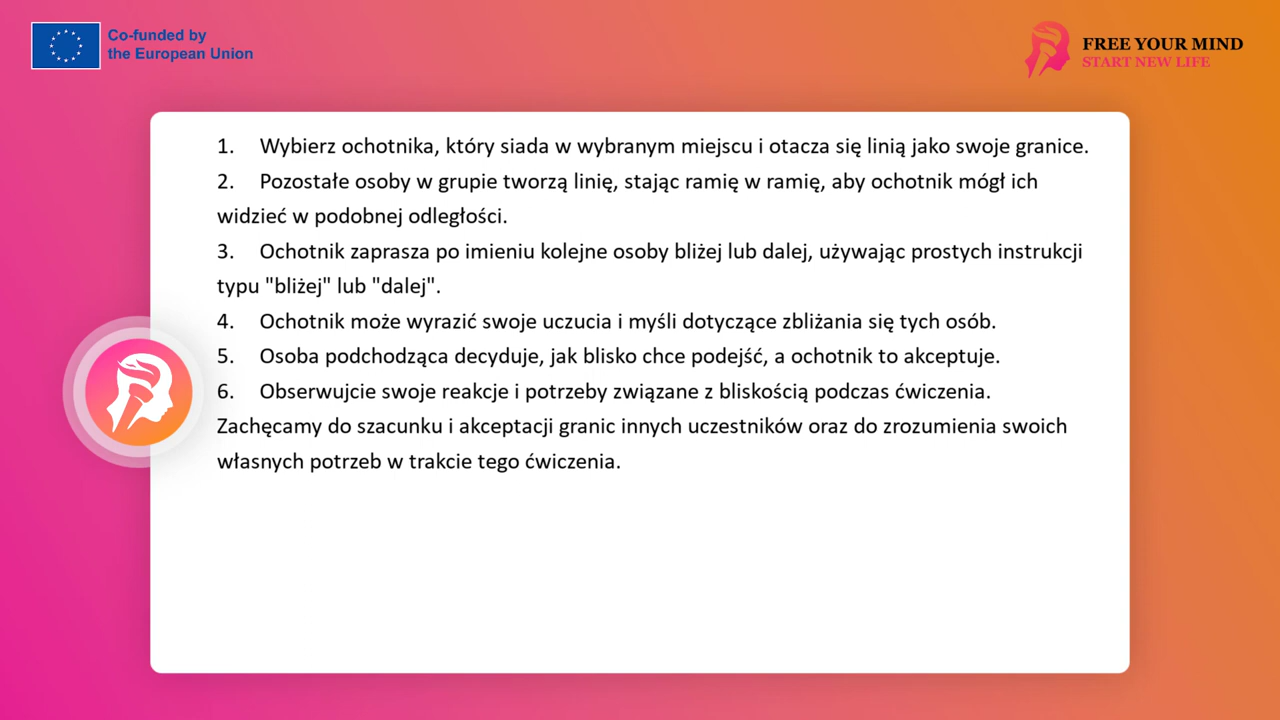 Co-funded by
the European Union
FREE YOUR MIND
START NEW LIFE
1. Wybierz ochotnika, który siada w wybranym miejscu i otacza się linią jako swoje granice.
2. Pozostałe osoby w grupie tworzą linię, stając ramię w ramię, aby ochotnik mógł ich
widzieć w podobnej odległości.
3. Ochotnik zaprasza po imieniu kolejne osoby bliżej lub dalej, używając prostych instrukcji
typu "bliżej" lub "dalej".
4. Ochotnik może wyrazić swoje uczucia i myśli dotyczące zbliżania się tych osób.
5. Osoba podchodząca decyduje, jak blisko chce podejść, a ochotnik to akceptuje.
6. Obserwujcie swoje reakcje i potrzeby związane z bliskością podczas ćwiczenia.
Zachęcamy do szacunku i akceptacji granic innych uczestników oraz do zrozumienia swoich
własnych potrzeb w trakcie tego ćwiczenia.